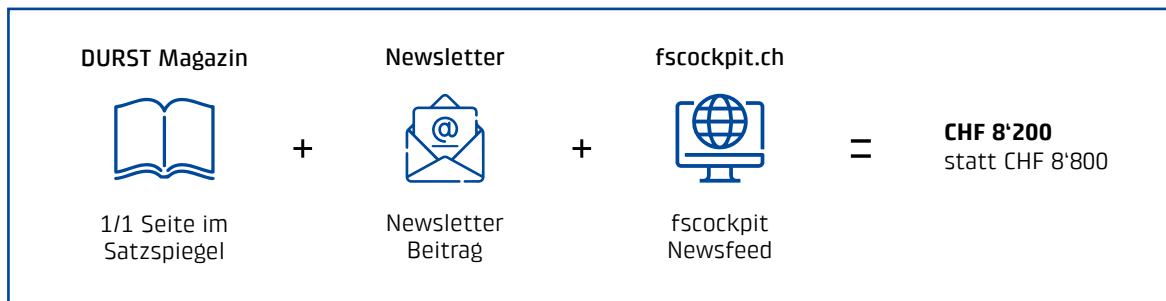 DURST Magazin
Newsletter
fscockpit.ch
@
+
+
=
CHF 8‘200
statt CHF 8‘800
1/1 Seite im
Satzspiegel
Newsletter
Beitrag
fscockpit
Newsfeed